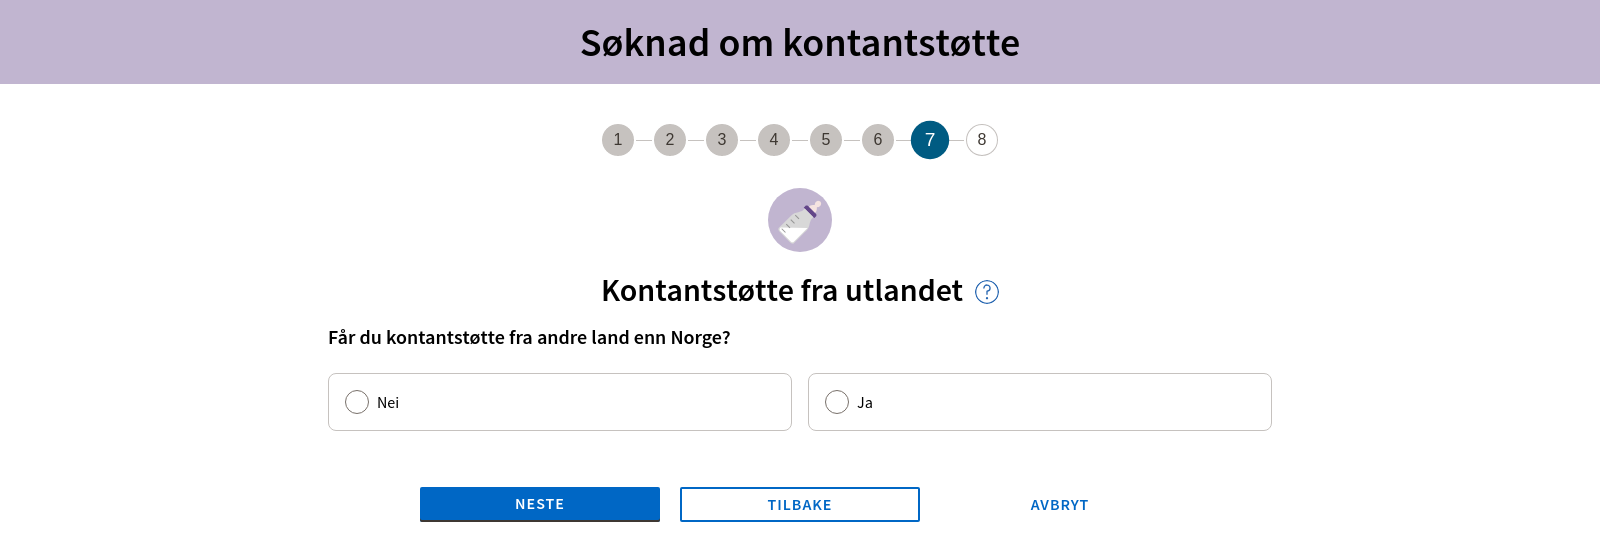 Søknad om kontantstøtte
1 2 3 4 5 6 7 8
Kontantstøtte fra utlandet ?
Får du kontantstøtte fra andre land enn Norge?
Nei Ja
NESTE TILBAKE AVBRYT